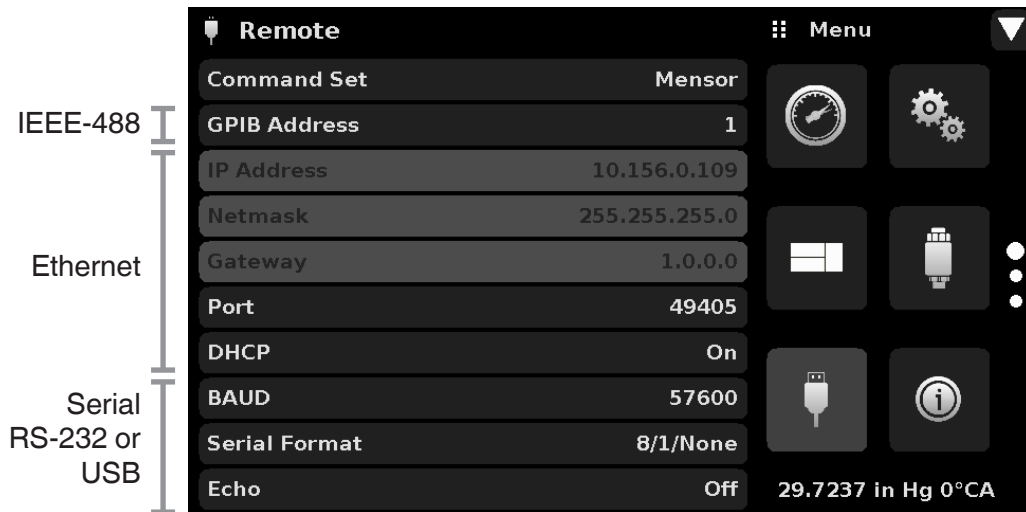 Remote
Menu
Command Set Mensor
IEEE-488
GPIB Address 1
IP Address 10.156.0.109
Netmask 255.255.255.0
Ethernet
Gateway 1.0.0.0
Port 49405
DHCP On
Serial
RS-232 or
USB
BAUD 57600
Serial Format 8/1/None
Echo Off
29.7237 in Hg 0°CA